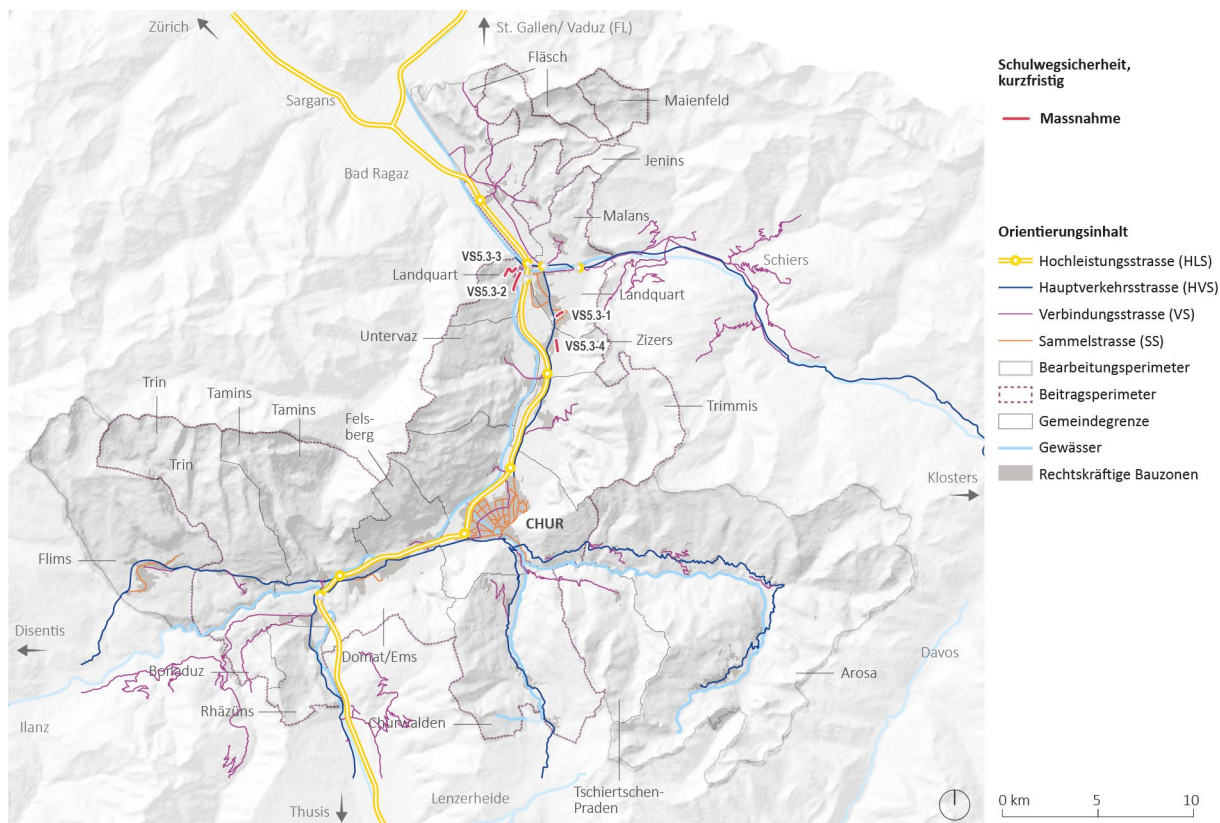 Zürich
St. Gallen/ Vaduz (FL)
Fläsch
Maienfeld
Sargans
Jenins
Bad Ragaz
Malans
VS5.3-3
Landquart
VS5.3-2
Schiers
Landquart
VS5.3-1
Untervaz
Zizers
VS5.3-4
Trin
Tamins
Tamins
Fels-
berg
Trimmis
Trin
Klosters
CHUR
Flims
Disentis
Domat/Ems
Bonaduz
Davos
Arosa
Rhäzüns
Churwalden
Ilanz
Thusis
Lenzerheide
Tschiertschen-
Praden
Schulwegsicherheit,
kurzfristig
Massnahme
Orientierungsinhalt
Hochleistungsstrasse (HLS)
Hauptverkehrsstrasse (HVS)
Verbindungsstrasse (VS)
Sammelstrasse (SS)
Bearbeitungsperimeter
Beitragsperimeter
Gemeindegrenze
Gewässer
Rechtskräftige Bauzonen
0 km 5 10